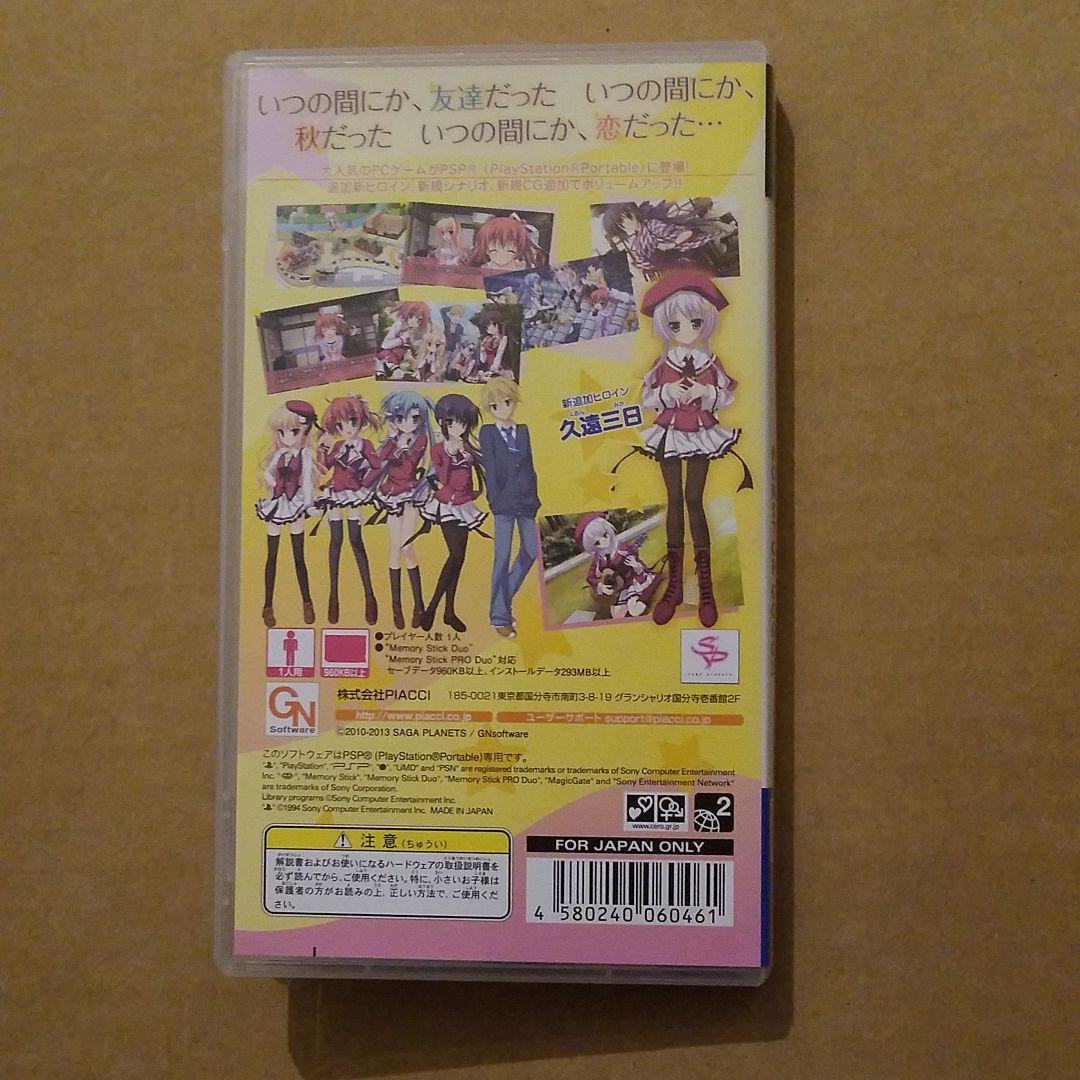 いつの間にか、友達だった　いつの間にか、
秋だった　いつの間にか、恋だった…
大人気のPCゲームがPSP®（PlayStation®Portable）に登場!
追加新ヒロイン、新規シナリオ、新規CG追加でボリュームアップ!!
新追加ヒロイン
くおん みか
久遠三日
●プレイヤー人数 1人
●"Memory Stick Duo"
"Memory Stick PRO Duo"対応
セーブデータ960KB以上、インストールデータ293MB以上
1人用
960KB以上
SAGA PLANETS
GN
Software
株式会社PIACCI 185-0021東京都国分寺市南町3-8-19 グランシャリオ国分寺壱番館2F
http://www.piacci.co.jp ユーザーサポート support@piacci.co.jp
©2010-2013 SAGA PLANETS / GNsoftware
このソフトウェアはPSP® (PlayStation®Portable)専用です。
", "PlayStation", "PSP", "●", "UMD" and "PSN" are registered trademarks or trademarks of Sony Computer Entertainment
Inc. "", "Memory Stick", "Memory Stick Duo", "Memory Stick PRO Duo", "MagicGate" and "Sony Entertainment Network"
are trademarks of Sony Corporation.
Library programs ©Sony Computer Entertainment Inc.
" ©1994 Sony Computer Entertainment Inc. MADE IN JAPAN
www.cero.gr.jp
2
注意(ちゅうい)
解説書およびお使いになるハードウェアの取扱説明書を
必ず読んでから、ご使用ください。特に、小さいお子様は
保護者の方がお読みの上、正しい方法で、ご使用くだ
さい。
FOR JAPAN ONLY
4 580240 060461